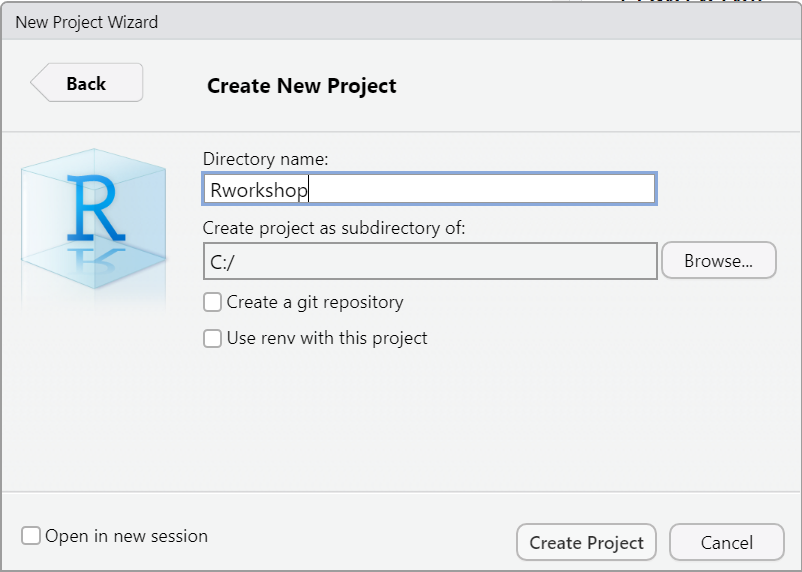 New Project Wizard
Back
Create New Project
R
Directory name:
Rworkshop
Create project as subdirectory of:
C:/
Browse...
Create a git repository
Use renv with this project
Open in new session
Create Project
Cancel